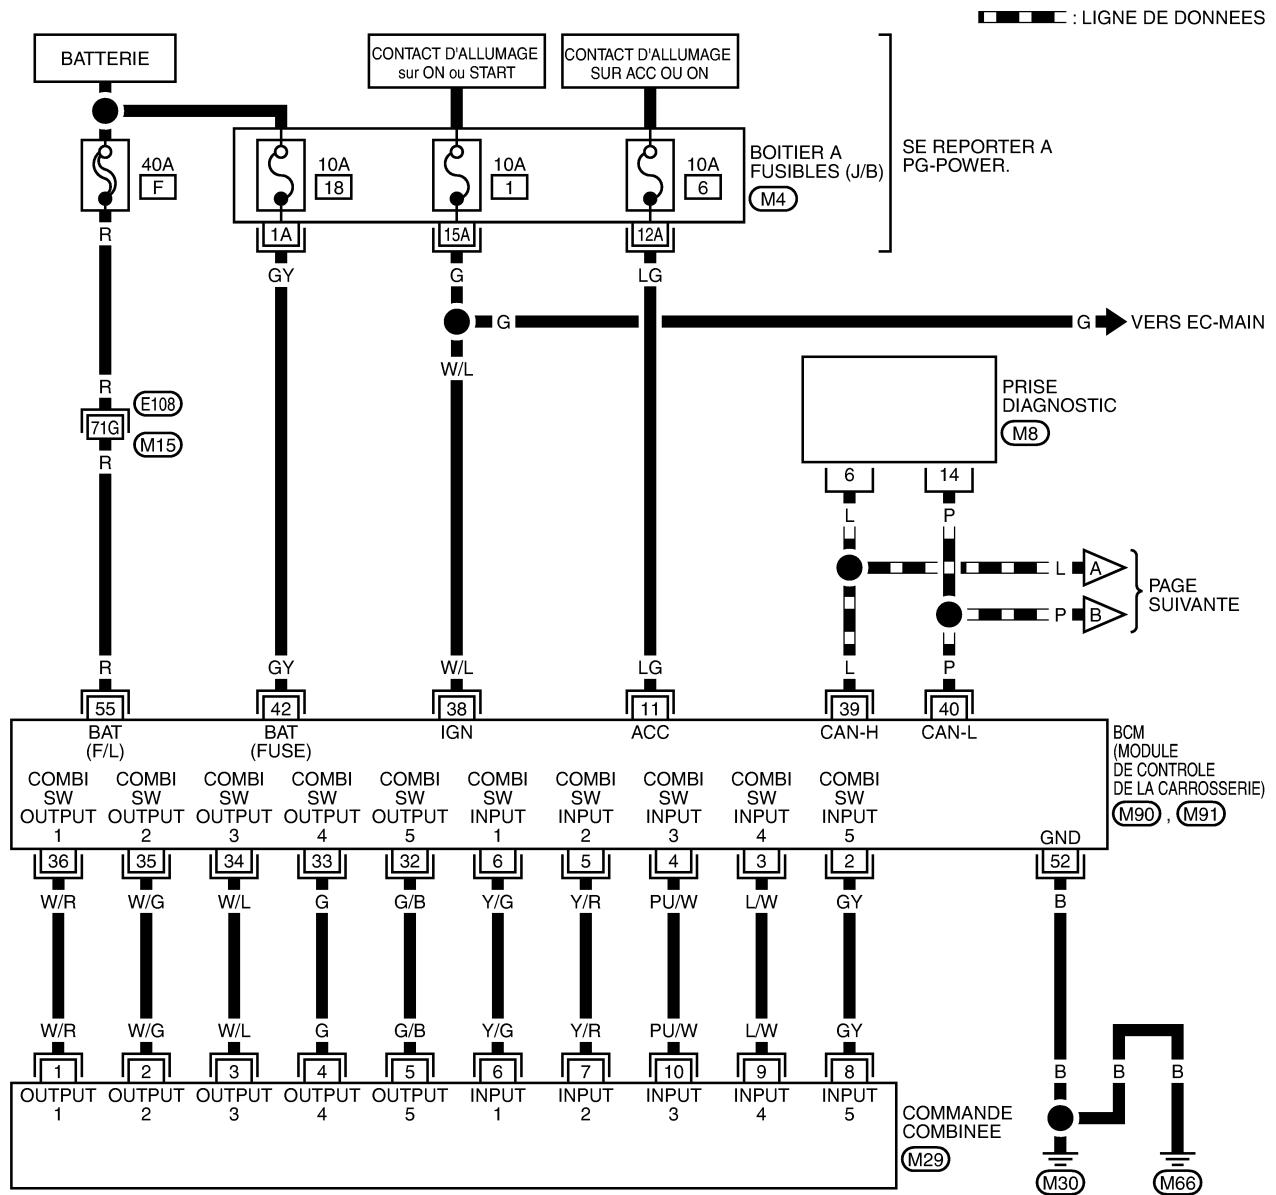 : LIGNE DE DONNEES
BATTERIE
CONTACT D'ALLUMAGE
sur ON ou START
CONTACT D'ALLUMAGE
SUR ACC OU ON
40A
F
10A
18
10A
1
10A
6
BOITIER A
FUSIBLES (J/B)
M4
SE REPORTER A
PG-POWER.
R
1A
15A
12A
GY
G
LG
G
G
VERS EC-MAIN
W/L
R
E108
71G
M15
R
PRISE
DIAGNOSTIC
M8
6
14
L
P
L
A
P
B
PAGE
SUIVANTE
R
GY
W/L
LG
L
P
55
42
38
11
39
40
BAT
(F/L)
BAT
(FUSE)
IGN
ACC
CAN-H
CAN-L
BCM
(MODULE
DE CONTROLE
DE LA CARROSSERIE)
M90 , M91
COMBI
SW
OUTPUT
1
COMBI
SW
OUTPUT
2
COMBI
SW
OUTPUT
3
COMBI
SW
OUTPUT
4
COMBI
SW
OUTPUT
5
COMBI
SW
INPUT
1
COMBI
SW
INPUT
2
COMBI
SW
INPUT
3
COMBI
SW
INPUT
4
COMBI
SW
INPUT
5
GND
36
35
34
33
32
6
5
4
3
2
52
W/R
W/G
W/L
G
G/B
Y/G
Y/R
PU/W
L/W
GY
B
W/R
W/G
W/L
G
G/B
Y/G
Y/R
PU/W
L/W
GY
1
2
3
4
5
6
7
10
9
8
B
B
B
OUTPUT
1
OUTPUT
2
OUTPUT
3
OUTPUT
4
OUTPUT
5
INPUT
1
INPUT
2
INPUT
3
INPUT
4
INPUT
5
COMMANDE
COMBINEE
M29
M30
M66